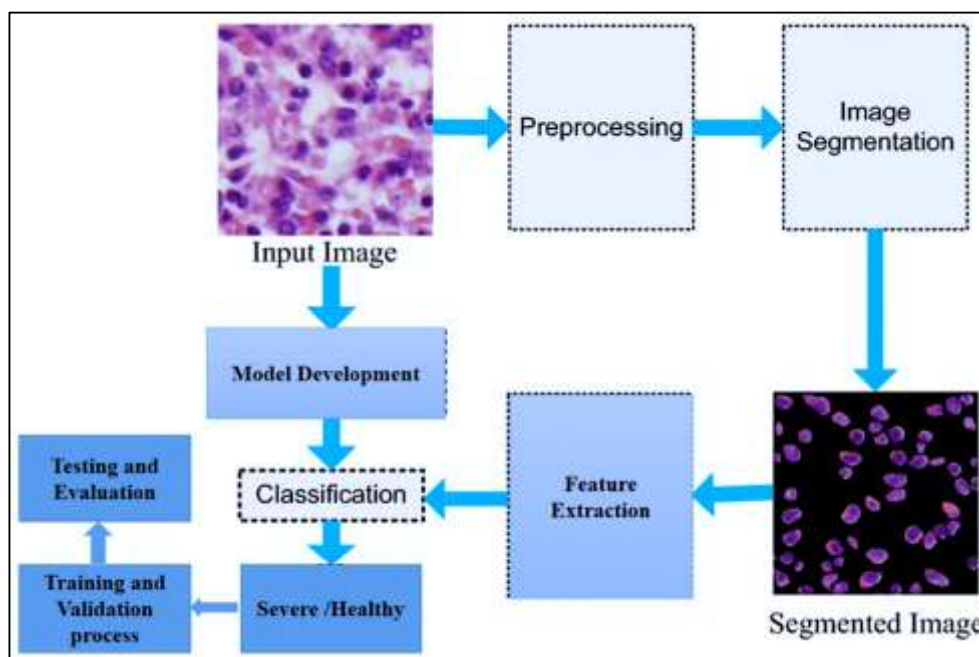 Preprocessing
Image
Segmentation
Input Image
Model Development
Testing and
Evaluation
Classification
Feature
Extraction
Training and
Validation
process
Severe /Healthy
Segmented Image